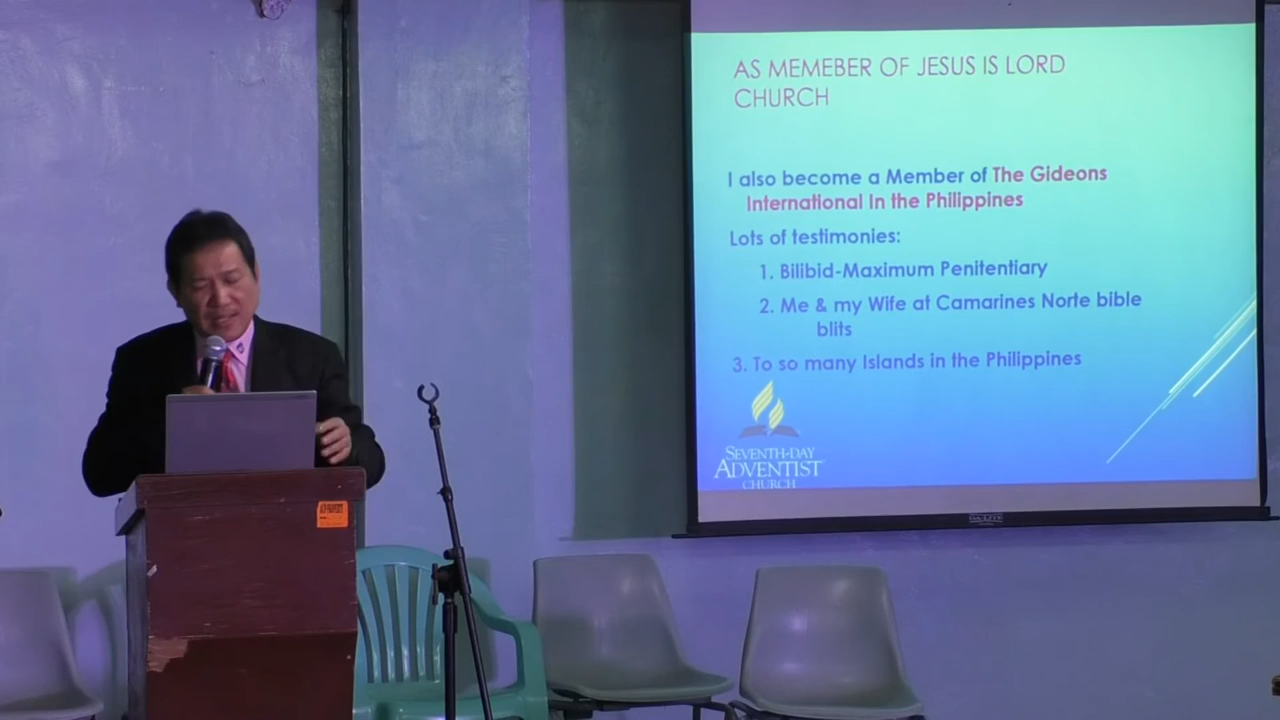 AS MEMEBER OF JESUS IS LORD
CHURCH
I also become a Member of The Gideons
International In the Philippines
Lots of testimonies:
1. Bilibid-Maximum Penitentiary
2. Me & my Wife at Camarines Norte bible
blits
3. To so many Islands in the Philippines
SEVENTH-DAY
ADVENTIST
CHURCH
DA-LITE